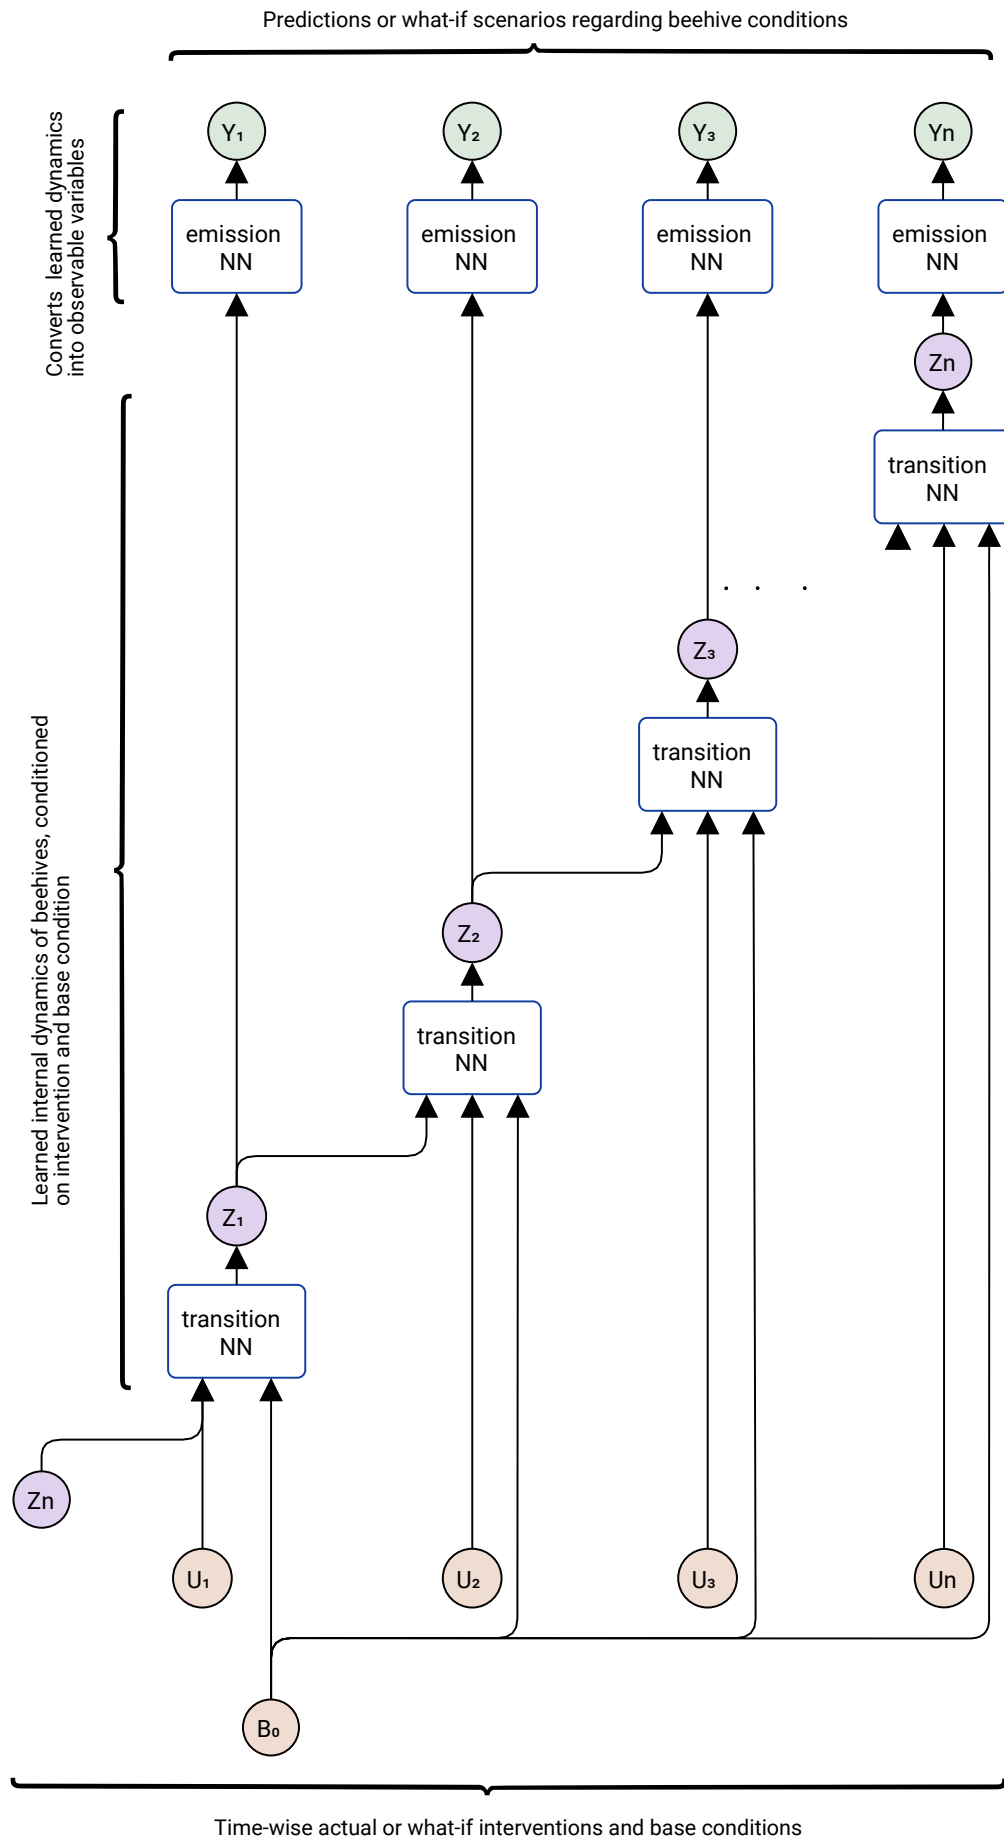 Predictions or what-if scenarios regarding beehive conditions
Converts learned dynamics
into observable variables
Y₁
Y₂
Y₃
Yn
emission
NN
emission
NN
emission
NN
emission
NN
Zn
transition
NN
. . .
Z₃
transition
NN
Learned internal dynamics of beehives, conditioned
on intervention and base condition
Z₂
transition
NN
Z₁
transition
NN
Zn
U₁
U₂
U₃
Un
B₀
Time-wise actual or what-if interventions and base conditions